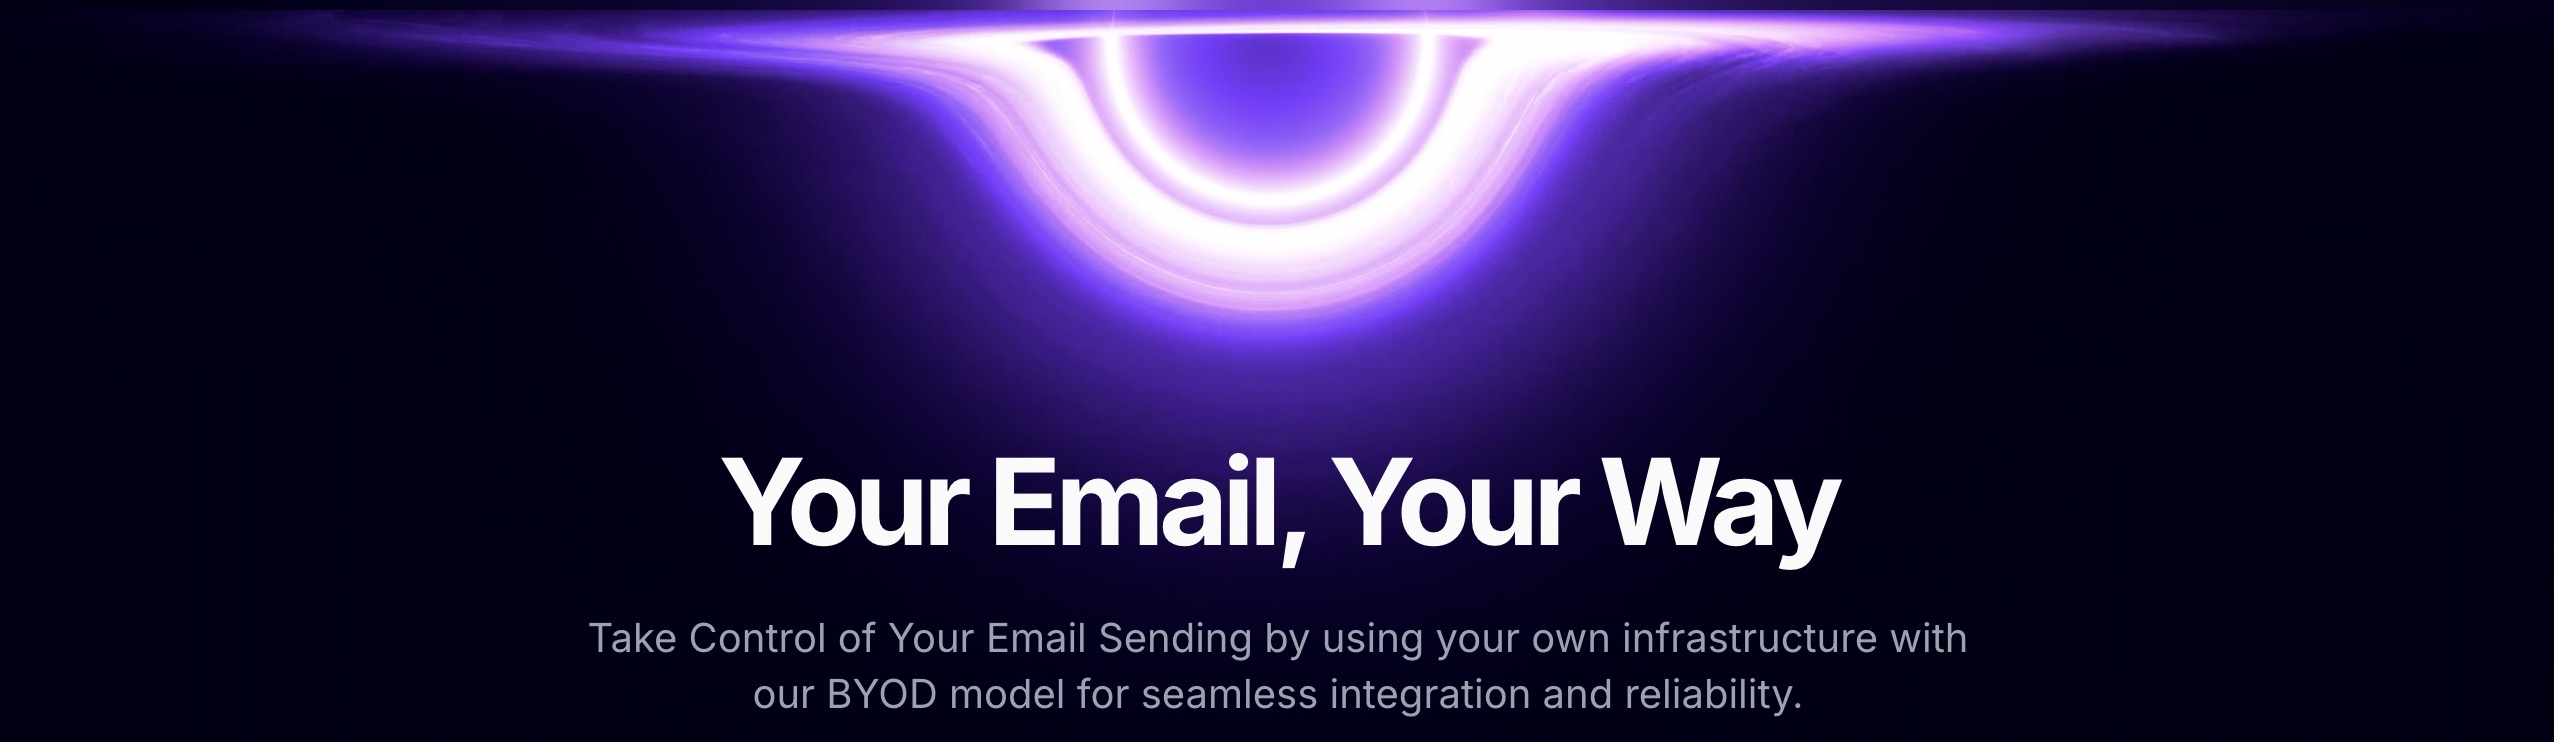 Your Email, Your Way
Take Control of Your Email Sending by using your own infrastructure with
our BYOD model for seamless integration and reliability.